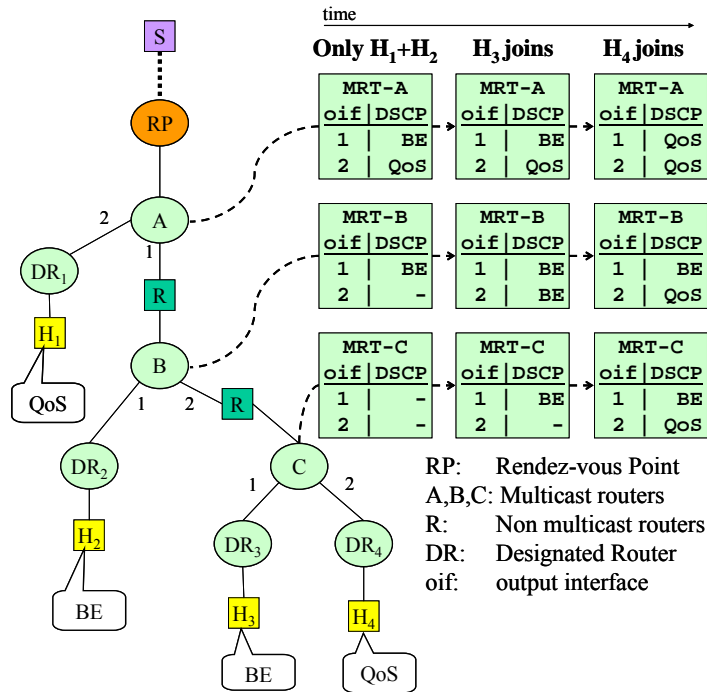 time
Only H₁+H₂
H₃ joins
H₄ joins
S
RP
A
2
1
DR₁
R
H₁
QoS
B
1
2
R
DR₂
C
1
2
H₂
DR₃
DR₄
BE
H₃
H₄
BE
QoS
MRT-A
oif|DSCP
1 | BE
2 | QoS
MRT-A
oif|DSCP
1 | BE
2 | QoS
MRT-A
oif|DSCP
1 | QoS
2 | QoS
MRT-B
oif|DSCP
1 | BE
2 | -
MRT-B
oif|DSCP
1 | BE
2 | BE
MRT-B
oif|DSCP
1 | BE
2 | QoS
MRT-C
oif|DSCP
1 | -
2 | -
MRT-C
oif|DSCP
1 | BE
2 | -
MRT-C
oif|DSCP
1 | BE
2 | QoS
RP: Rendez-vous Point
A,B,C: Multicast routers
R: Non multicast routers
DR: Designated Router
oif: output interface